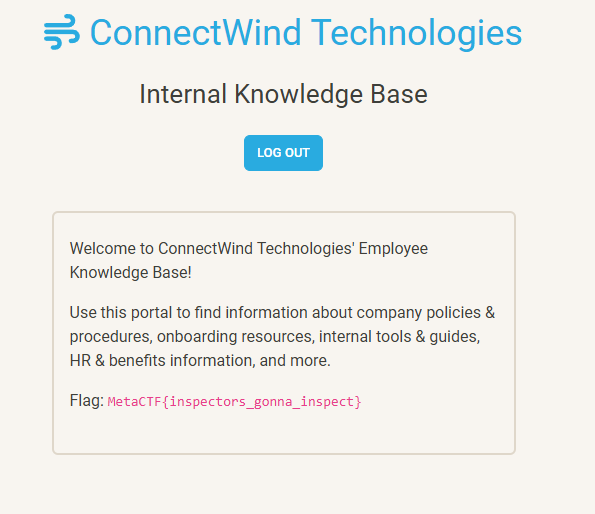 ConnectWind Technologies
Internal Knowledge Base
LOG OUT
Welcome to ConnectWind Technologies' Employee
Knowledge Base!
Use this portal to find information about company policies &
procedures, onboarding resources, internal tools & guides,
HR & benefits information, and more.
Flag: MetaCTF{inspectors_gonna_inspect}